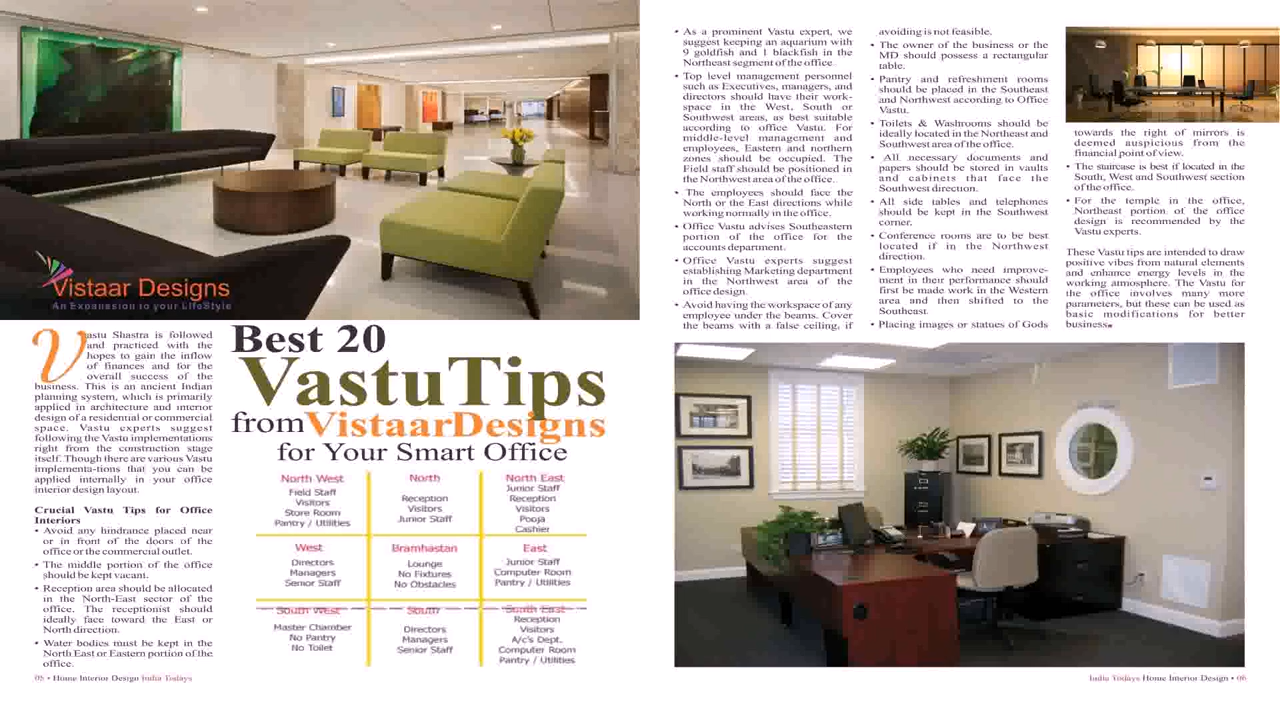 Vistaar Designs
An Expansion to your LifeStyle
Vastu Shastra is followed
and practiced with the
hopes to gain the inflow
of finances and for the
overall success of the
business. This is an ancient Indian
planning system, which is primarily
applied in architecture and interior
design of a residential or commercial
space. Vastu experts suggest
following the Vastu implementations
right from the construction stage
itself. Though there are various Vastu
implementa-tions that you can be
applied internally in your office
interior design layout.
Crucial Vastu Tips for Office
Interiors
• Avoid any hindrance placed near
or in front of the doors of the
office or the commercial outlet.
• The middle portion of the office
should be kept vacant.
• Reception area should be allocated
in the North-East sector of the
office. The receptionist should
ideally face toward the East or
North direction.
• Water bodies must be kept in the
North East or Eastern portion of the
office.
Best 20
VastuTips
from VistaarDesigns
for Your Smart Office
North West
Field Staff
Visitors
Store Room
Pantry / Utilities
North
Reception
Visitors
Junior Staff
North East
Junior Staff
Reception
Visitors
Pooja
Cashier
West
Directors
Managers
Senior Staff
Bramhastan
Lounge
No Fixtures
No Obstacles
East
Junior Staff
Computer Room
Pantry / Utilities
South West
Master Chamber
No Pantry
No Toilet
South
Directors
Managers
Senior Staff
South East
Reception
Visitors
A/c's Dept.
Computer Room
Pantry / Utilities
05 • Home Interior Design India Todays
• As a prominent Vastu expert, we
suggest keeping an aquarium with
9 goldfish and 1 blackfish in the
Northeast segment of the office.
• Top level management personnel
such as Executives, managers, and
directors should have their work-
space in the West, South or
Southwest areas, as best suitable
according to office Vastu. For
middle-level management and
employees, Eastern and northern
zones should be occupied. The
Field staff should be positioned in
the Northwest area of the office.
• The employees should face the
North or the East directions while
working normally in the office.
• Office Vastu advises Southeastern
portion of the office for the
accounts department.
• Office Vastu experts suggest
establishing Marketing department
in the Northwest area of the
office design.
• Avoid having the workspace of any
employee under the beams. Cover
the beams with a false ceiling, if
avoiding is not feasible.
• The owner of the business or the
MD should possess a rectangular
table.
• Pantry and refreshment rooms
should be placed in the Southeast
and Northwest according to Office
Vastu.
• Toilets & Washrooms should be
ideally located in the Northeast and
Southwest area of the office.
• All necessary documents and
papers should be stored in vaults
and cabinets that face the
Southwest direction.
• All side tables and telephones
should be kept in the Southwest
corner.
• Conference rooms are to be best
located if in the Northwest
direction.
• Employees who need improve-
ment in their performance should
first be made work in the Western
area and then shifted to the
Southeast.
• Placing images or statues of Gods
towards the right of mirrors is
deemed auspicious from the
financial point of view.
• The staircase is best if located in the
South, West and Southwest section
of the office.
• For the temple in the office,
Northeast portion of the office
design is recommended by the
Vastu experts.
These Vastu tips are intended to draw
positive vibes from natural elements
and enhance energy levels in the
working atmosphere. The Vastu for
the office involves many more
parameters, but these can be used as
basic modifications for better
business.
India Todays Home Interior Design • 06